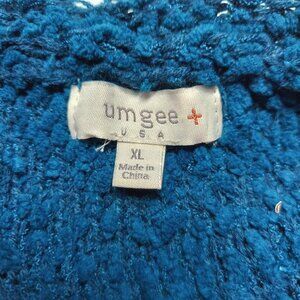 umgee +
USA
XL
Made in
China